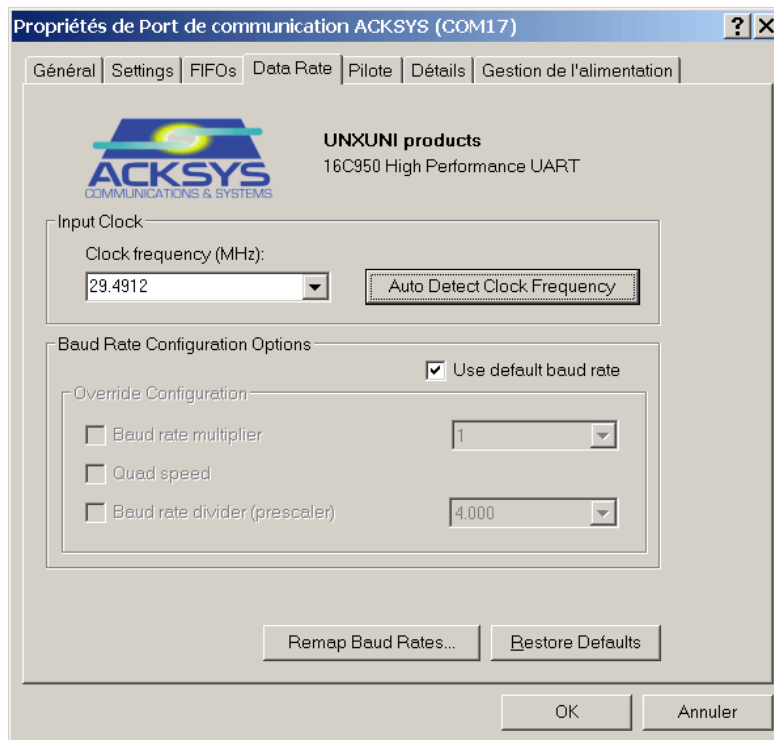 Propriétés de Port de communication ACKSYS (COM17)
Général Settings FIFOs Data Rate Pilote Détails Gestion de l'alimentation
ACKSYS
COMMUNICATIONS & SYSTEMS
UNXUNI products
16C950 High Performance UART
Input Clock
Clock frequency (MHz):
29.4912 Auto Detect Clock Frequency
Baud Rate Configuration Options
Use default baud rate
Override Configuration
Baud rate multiplier 1
Quad speed
Baud rate divider (prescaler) 4.000
Remap Baud Rates... Restore Defaults
OK Annuler